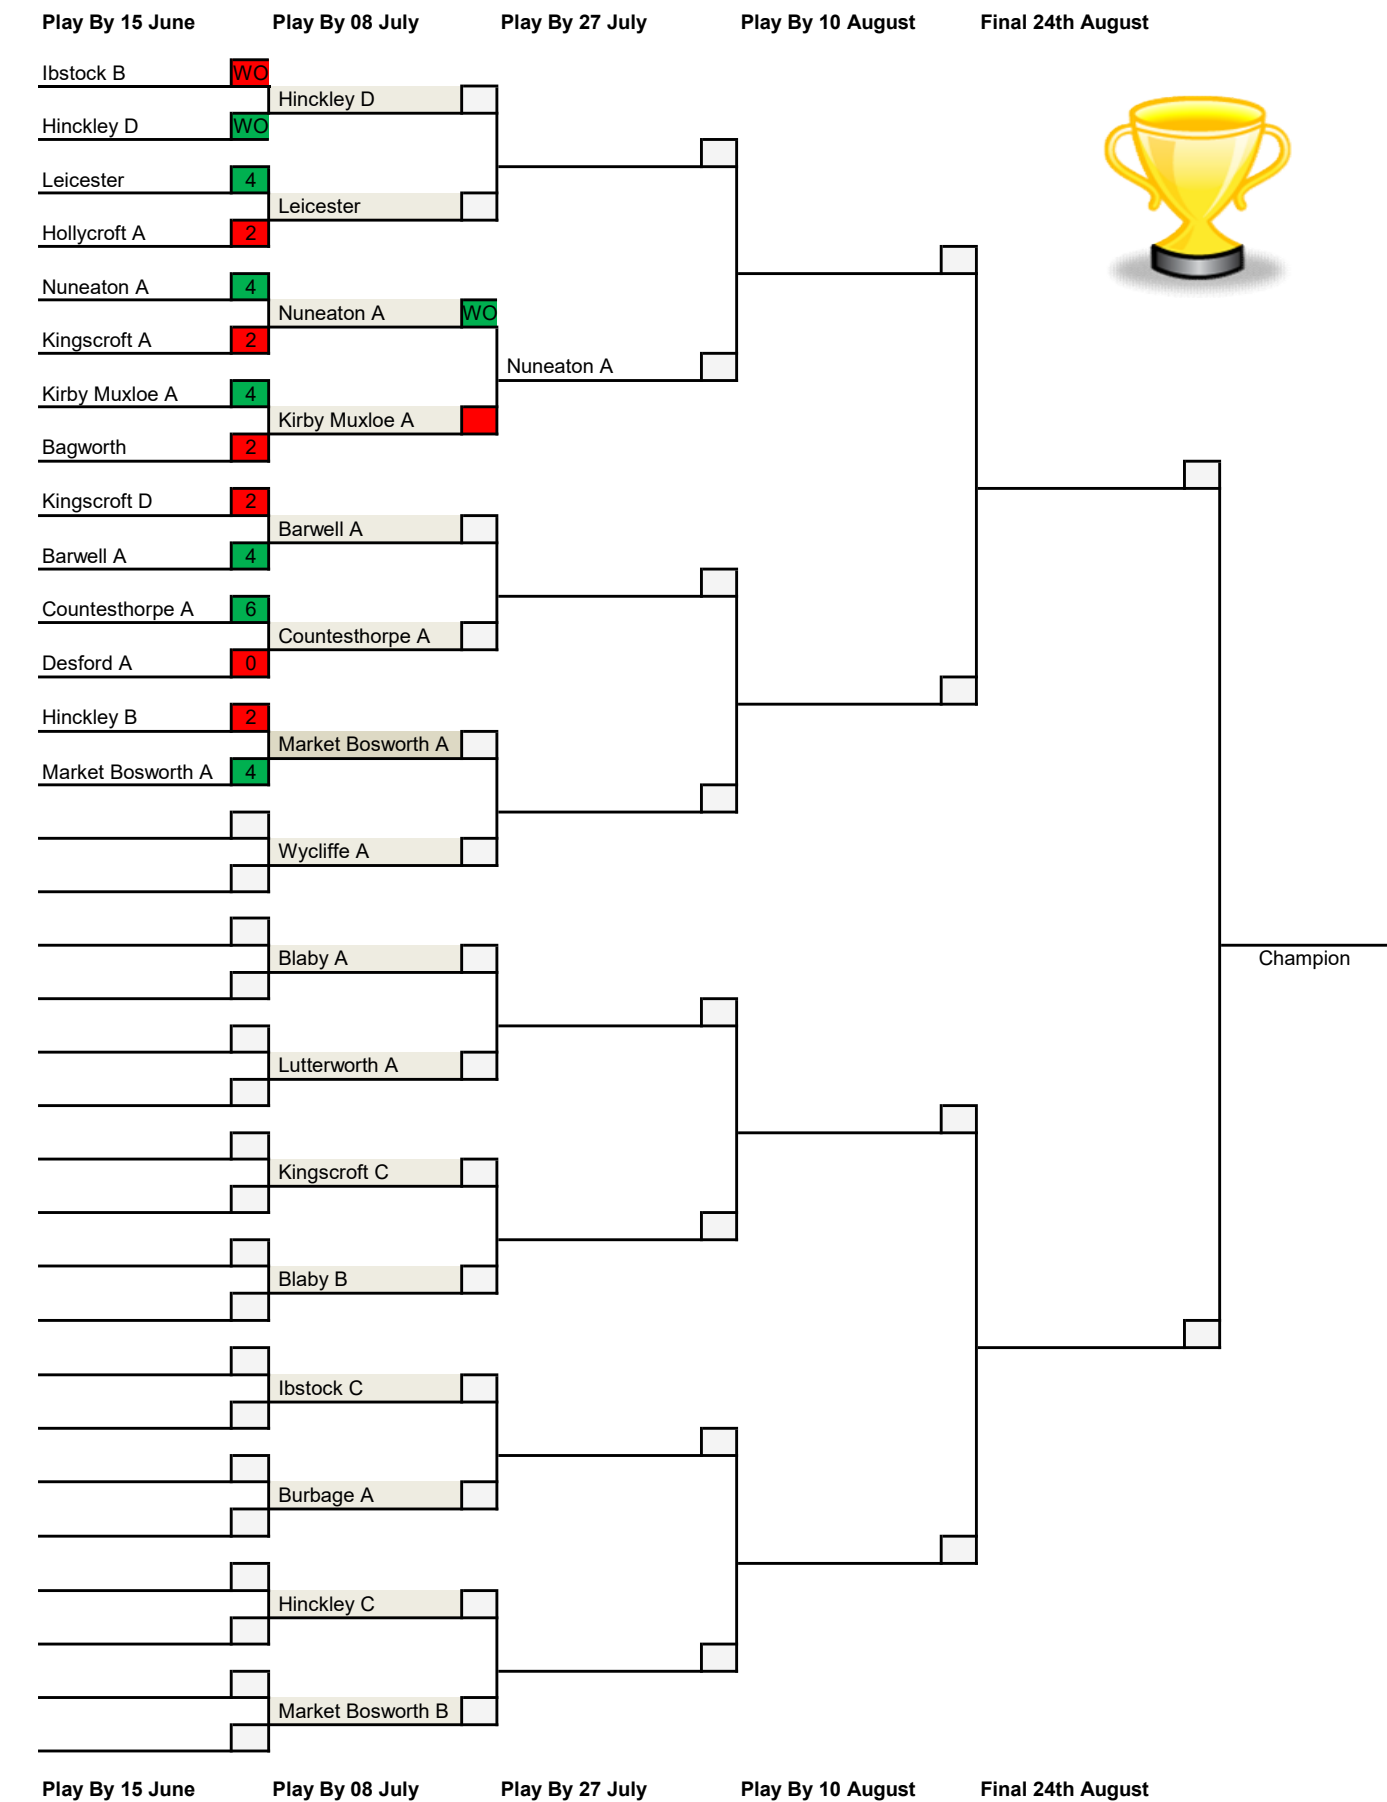 Play By 15 June Play By 08 July Play By 27 July Play By 10 August Final 24th August
Ibstock B WO
Hinckley D
Hinckley D WO
Leicester 4
Leicester
Hollycroft A 2
Nuneaton A 4
Nuneaton A WO
Kingscroft A 2
Nuneaton A
Kirby Muxloe A 4
Kirby Muxloe A
Bagworth 2
Kingscroft D 2
Barwell A
Barwell A 4
Countesthorpe A 6
Countesthorpe A
Desford A 0
Hinckley B 2
Market Bosworth A
Market Bosworth A 4
Wycliffe A
Blaby A
Champion
Lutterworth A
Kingscroft C
Blaby B
Ibstock C
Burbage A
Hinckley C
Market Bosworth B
Play By 15 June Play By 08 July Play By 27 July Play By 10 August Final 24th August